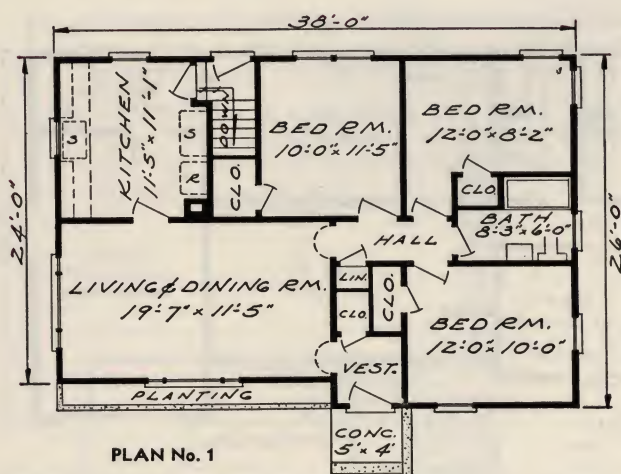 38'-0"
24'-0"
26'-0"
KITCHEN
11'-5" x 11'-1"
S
S
R
DOWN
CLO.
BED RM.
10'-0" x 11'-5"
BED RM.
12'-0" x 8'-2"
CLO.
BATH
8'-3" x 6'-0"
HALL
LIVING & DINING RM.
19'-7" x 11'-5"
LIN.
CLO.
CLO.
BED RM.
12'-0" x 10'-0"
VEST.
PLANTING
CONC.
5' x 4'
PLAN No. 1